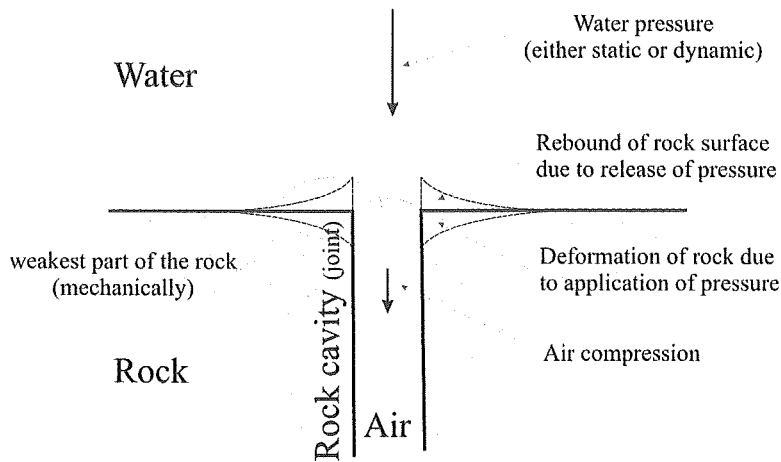 Water pressure
(either static or dynamic)
Water
Rebound of rock surface
due to release of pressure
weakest part of the rock
(mechanically)
Rock cavity (joint)
Deformation of rock due
to application of pressure
Air compression
Rock
Air